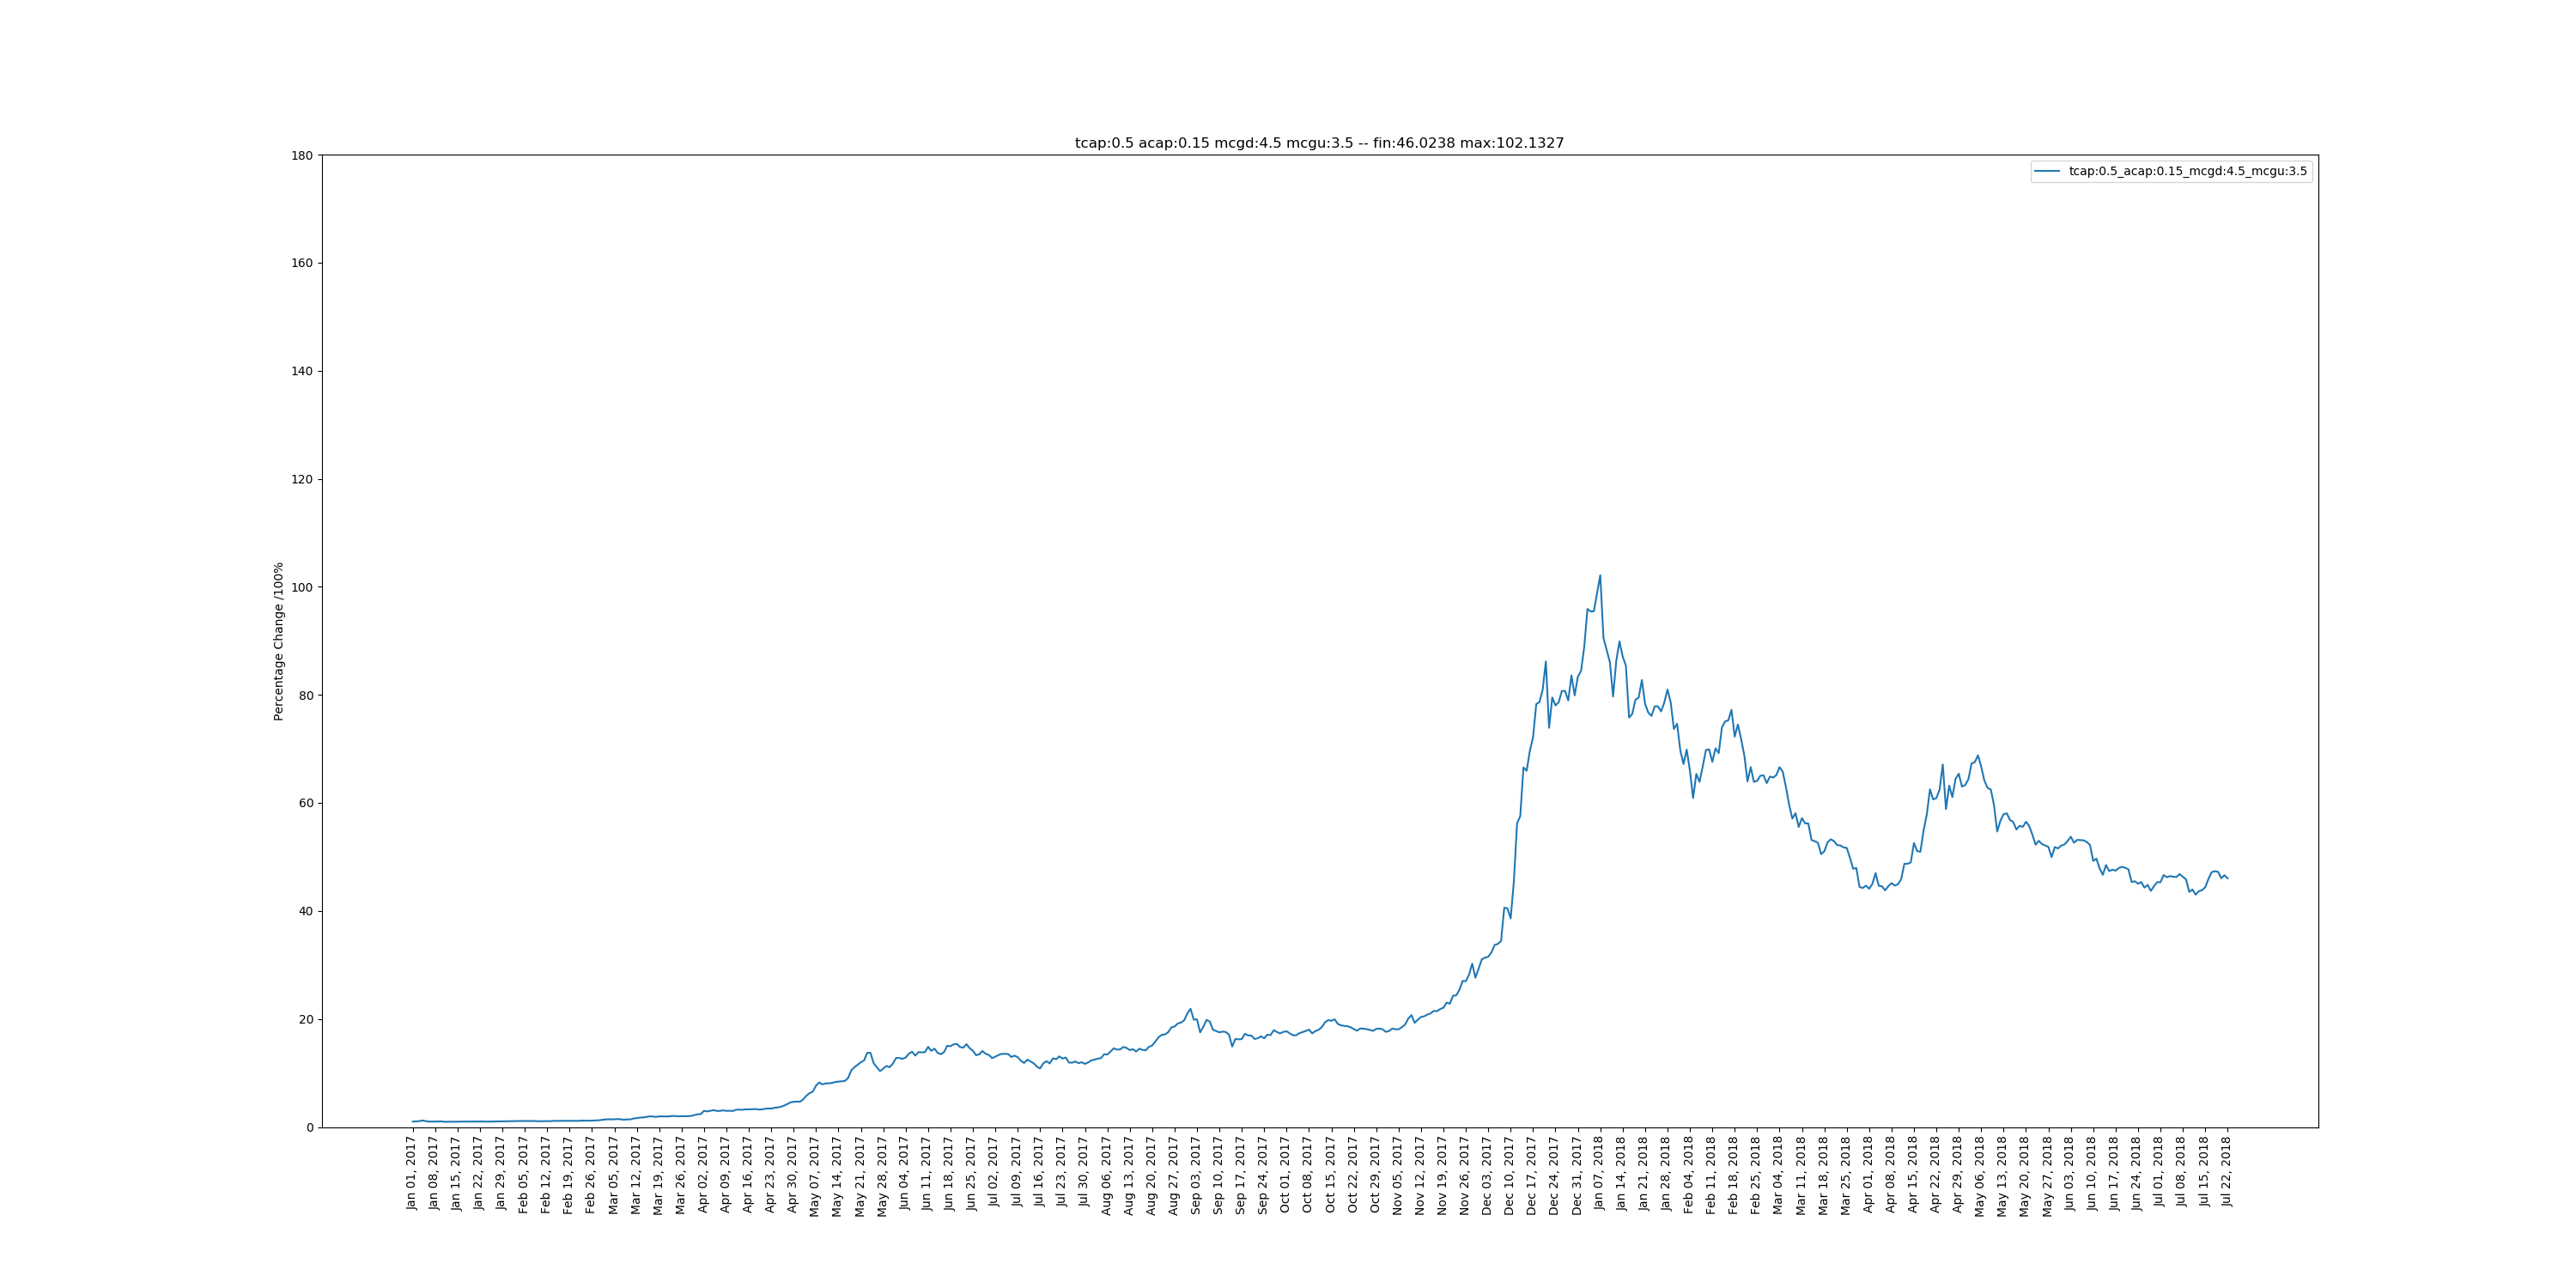 tcap:0.5 acap:0.15 mcgd:4.5 mcgu:3.5 -- fin:46.0238 max:102.1327
tcap:0.5_acap:0.15_mcgd:4.5_mcgu:3.5
Percentage Change /100%
180
160
140
120
100
80
60
40
20
0
Jan 01, 2017
Jan 08, 2017
Jan 15, 2017
Jan 22, 2017
Jan 29, 2017
Feb 05, 2017
Feb 12, 2017
Feb 19, 2017
Feb 26, 2017
Mar 05, 2017
Mar 12, 2017
Mar 19, 2017
Mar 26, 2017
Apr 02, 2017
Apr 09, 2017
Apr 16, 2017
Apr 23, 2017
Apr 30, 2017
May 07, 2017
May 14, 2017
May 21, 2017
May 28, 2017
Jun 04, 2017
Jun 11, 2017
Jun 18, 2017
Jun 25, 2017
Jul 02, 2017
Jul 09, 2017
Jul 16, 2017
Jul 23, 2017
Jul 30, 2017
Aug 06, 2017
Aug 13, 2017
Aug 20, 2017
Aug 27, 2017
Sep 03, 2017
Sep 10, 2017
Sep 17, 2017
Sep 24, 2017
Oct 01, 2017
Oct 08, 2017
Oct 15, 2017
Oct 22, 2017
Oct 29, 2017
Nov 05, 2017
Nov 12, 2017
Nov 19, 2017
Nov 26, 2017
Dec 03, 2017
Dec 10, 2017
Dec 17, 2017
Dec 24, 2017
Dec 31, 2017
Jan 07, 2018
Jan 14, 2018
Jan 21, 2018
Jan 28, 2018
Feb 04, 2018
Feb 11, 2018
Feb 18, 2018
Feb 25, 2018
Mar 04, 2018
Mar 11, 2018
Mar 18, 2018
Mar 25, 2018
Apr 01, 2018
Apr 08, 2018
Apr 15, 2018
Apr 22, 2018
Apr 29, 2018
May 06, 2018
May 13, 2018
May 20, 2018
May 27, 2018
Jun 03, 2018
Jun 10, 2018
Jun 17, 2018
Jun 24, 2018
Jul 01, 2018
Jul 08, 2018
Jul 15, 2018
Jul 22, 2018